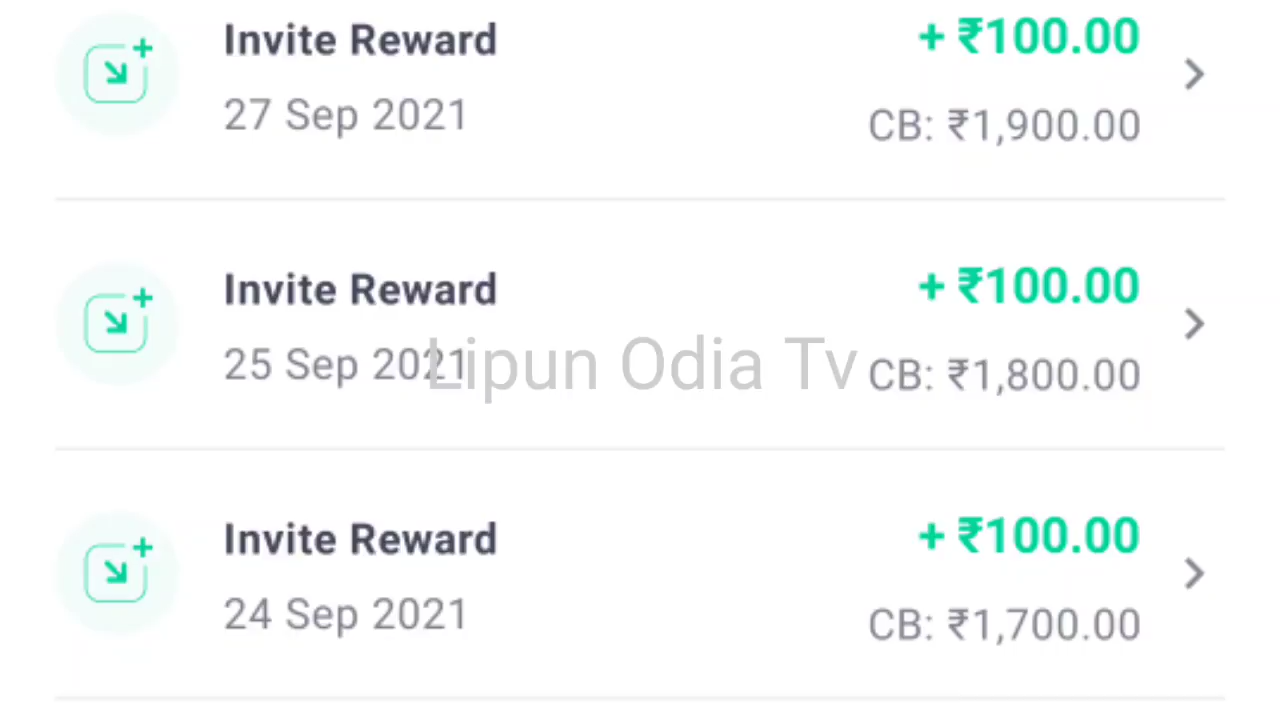 Invite Reward
+ ₹100.00
27 Sep 2021
CB: ₹1,900.00
Invite Reward
+ ₹100.00
25 Sep 2021
Lipun Odia Tv
CB: ₹1,800.00
Invite Reward
+ ₹100.00
24 Sep 2021
CB: ₹1,700.00